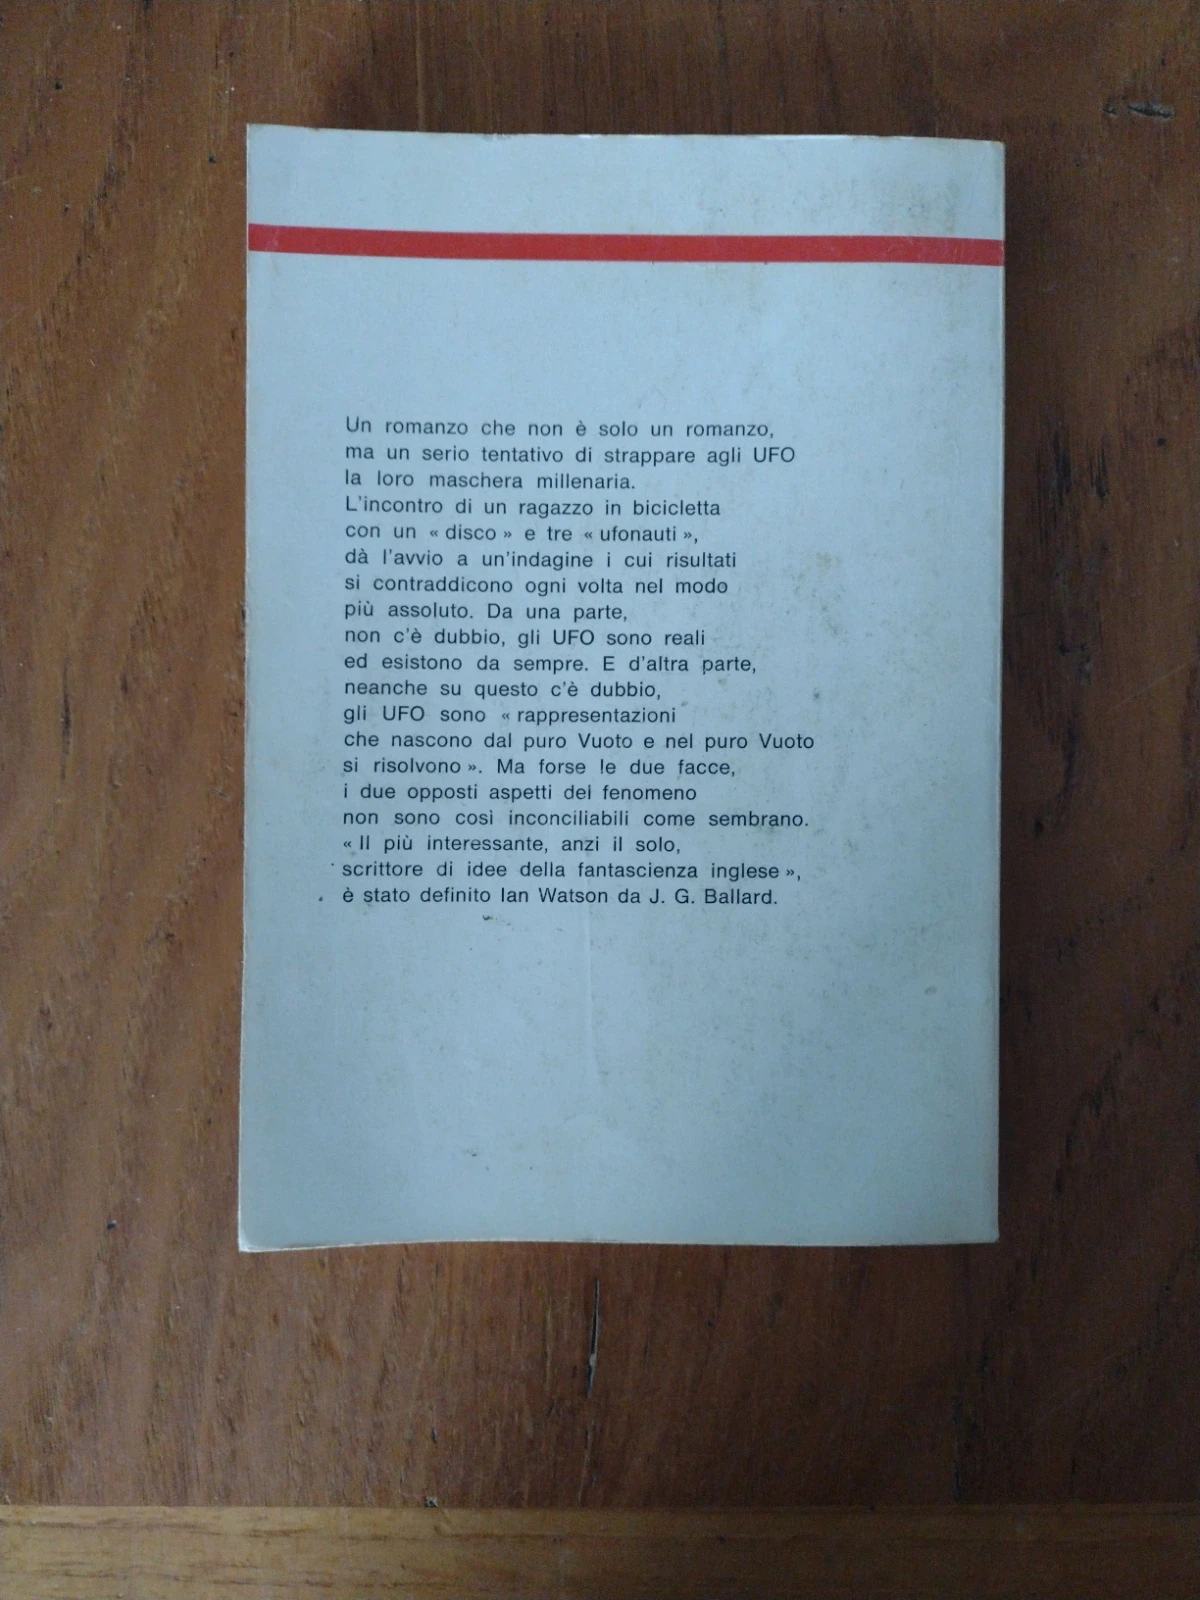 Un romanzo che non è solo un romanzo,
ma un serio tentativo di strappare agli UFO
la loro maschera millenaria.
L'incontro di un ragazzo in bicicletta
con un « disco » e tre « ufonauti »,
dà l'avvio a un'indagine i cui risultati
si contraddicono ogni volta nel modo
più assoluto. Da una parte,
non c'è dubbio, gli UFO sono reali
ed esistono da sempre. E d'altra parte,
neanche su questo c'è dubbio,
gli UFO sono « rappresentazioni
che nascono dal puro Vuoto e nel puro Vuoto
si risolvono ». Ma forse le due facce,
i due opposti aspetti del fenomeno
non sono così inconciliabili come sembrano.
« Il più interessante, anzi il solo,
scrittore di idee della fantascienza inglese »,
è stato definito Ian Watson da J. G. Ballard.